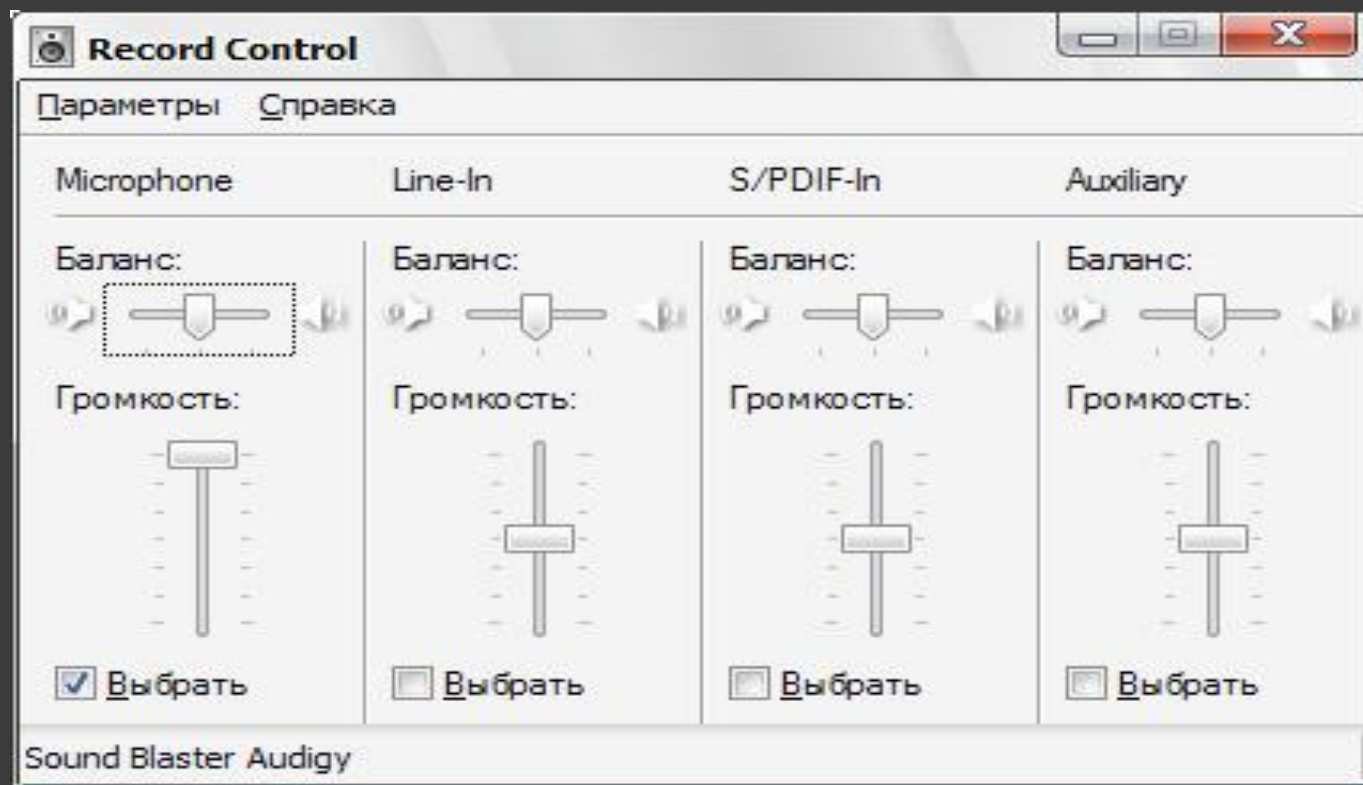 Record Control
Параметры Справка
Microphone Line-In S/PDIF-In Auxiliary
Баланс: Баланс: Баланс: Баланс:
Громкость: Громкость: Громкость: Громкость:
Выбрать Выбрать Выбрать Выбрать
Sound Blaster Audigy